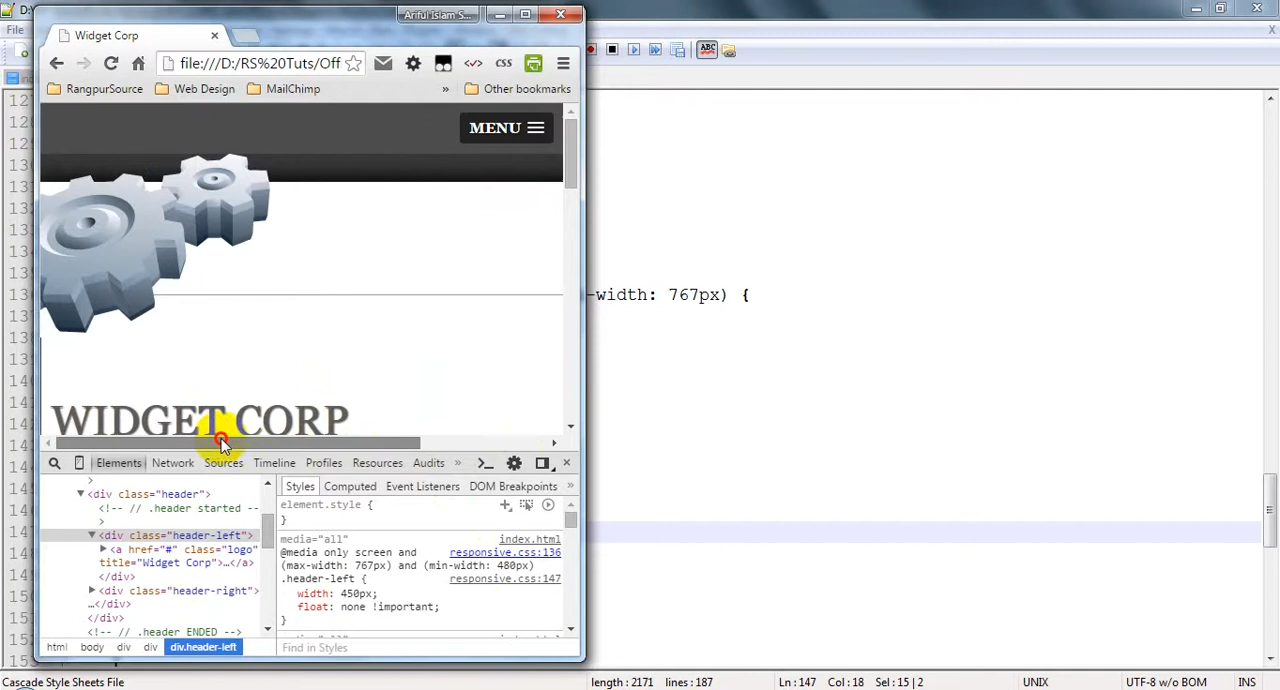 D:\
Ariful Islam S...
File
Widget Corp
file:///D:/RS%20Tuts/Off
CSS
ABC
RangpurSource
Web Design
MailChimp
»
Other bookmarks
MENU
-width: 767px) {
WIDGET CORP
Elements
Network
Sources
Timeline
Profiles
Resources
Audits
»
<div class="header">
<!-- // .header started --
>
<div class="header-left">
<a href="#" class="logo"
title="Widget Corp">…</a>
</div>
<div class="header-right">
…</div>
</div>
<!-- // .header ENDED -->
html
body
div
div
div.header-left
Styles
Computed
Event Listeners
DOM Breakpoints
»
element.style {
}
media="all"
index.html
@media only screen and
responsive.css:136
(max-width: 767px) and (min-width: 480px)
.header-left {
responsive.css:147
width: 450px;
float: none !important;
}
Find in Styles
Cascade Style Sheets File
length : 2171
lines : 187
Ln : 147
Col : 18
Sel : 15 | 2
UNIX
UTF-8 w/o BOM
INS